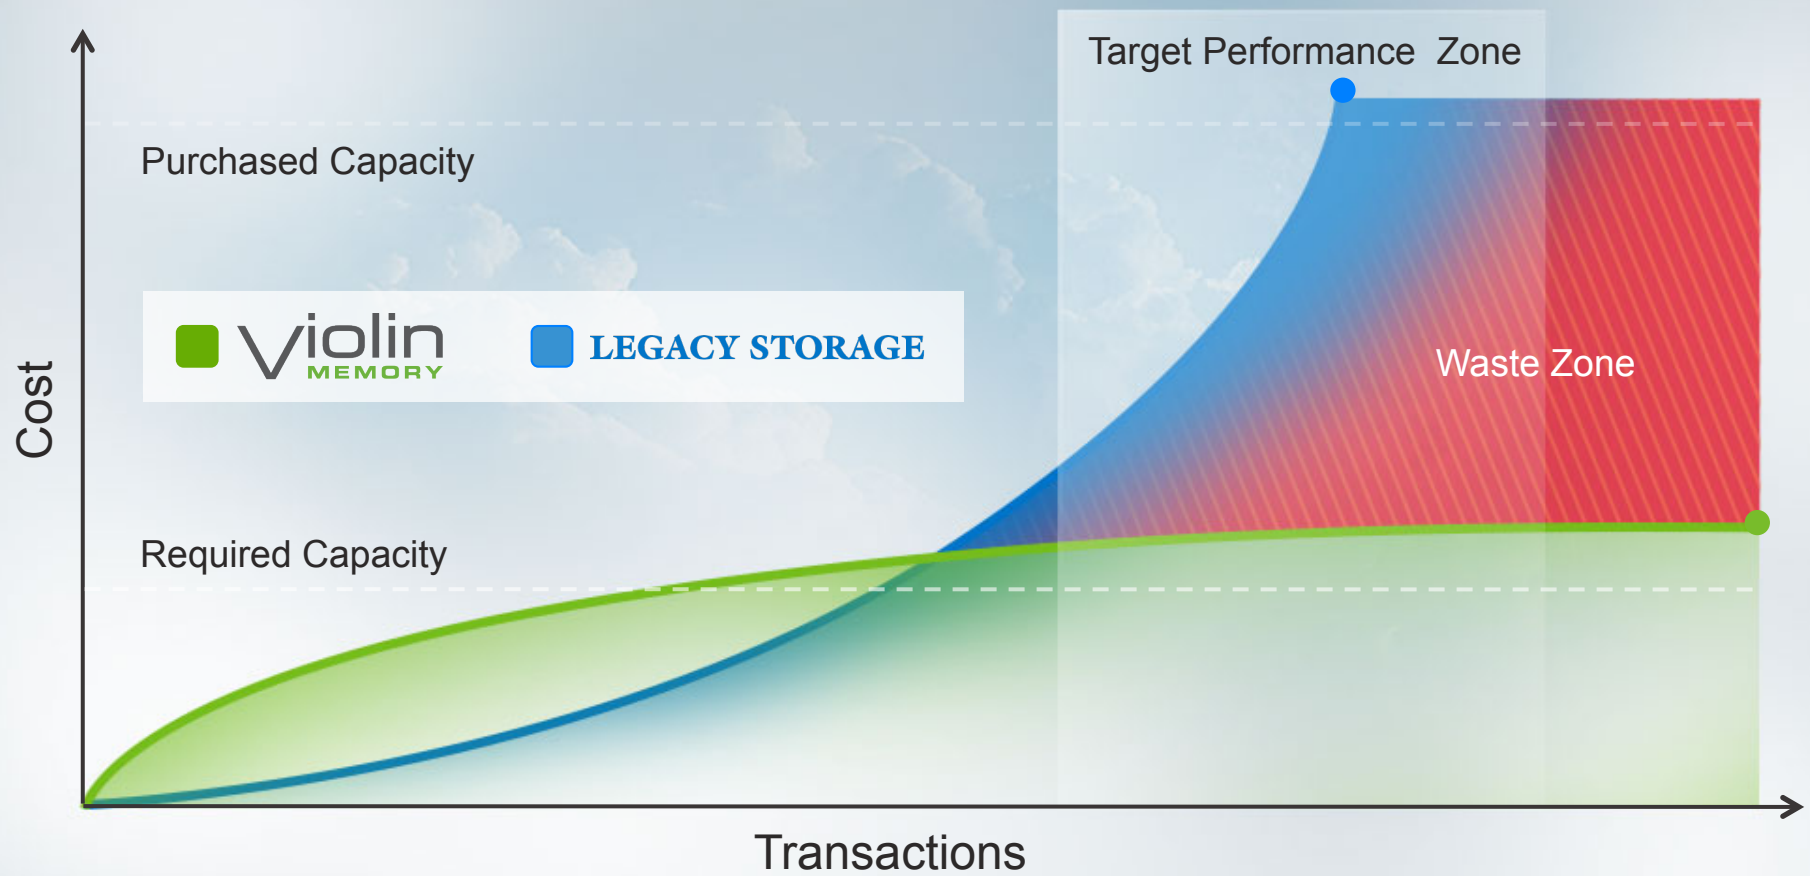 Target Performance Zone
Purchased Capacity
Violin
MEMORY
LEGACY STORAGE
Waste Zone
Cost
Required Capacity
Transactions